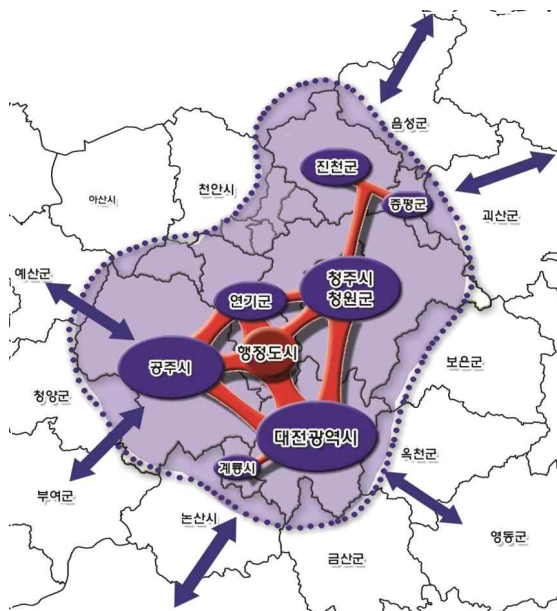 음성군
진천군
증평군
괴산군
천안시
아산시
예산군
청주시
청원군
연기군
행정도시
공주시
보은군
청양군
대전광역시
계룡시
옥천군
부여군
논산시
영동군
금산군